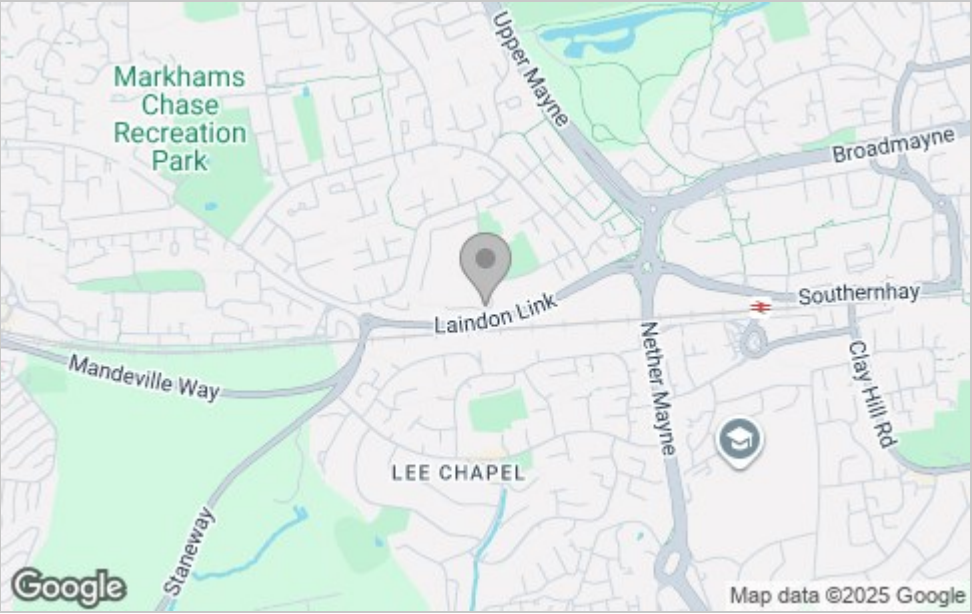 Upper Mayne
Markhams
Chase
Recreation
Park
Broadmayne
Southernhay
Laindon Link
Mandeville Way
Nether Mayne
Clay Hill Rd
LEE CHAPEL
Staneway
Google
Map data ©2025 Google